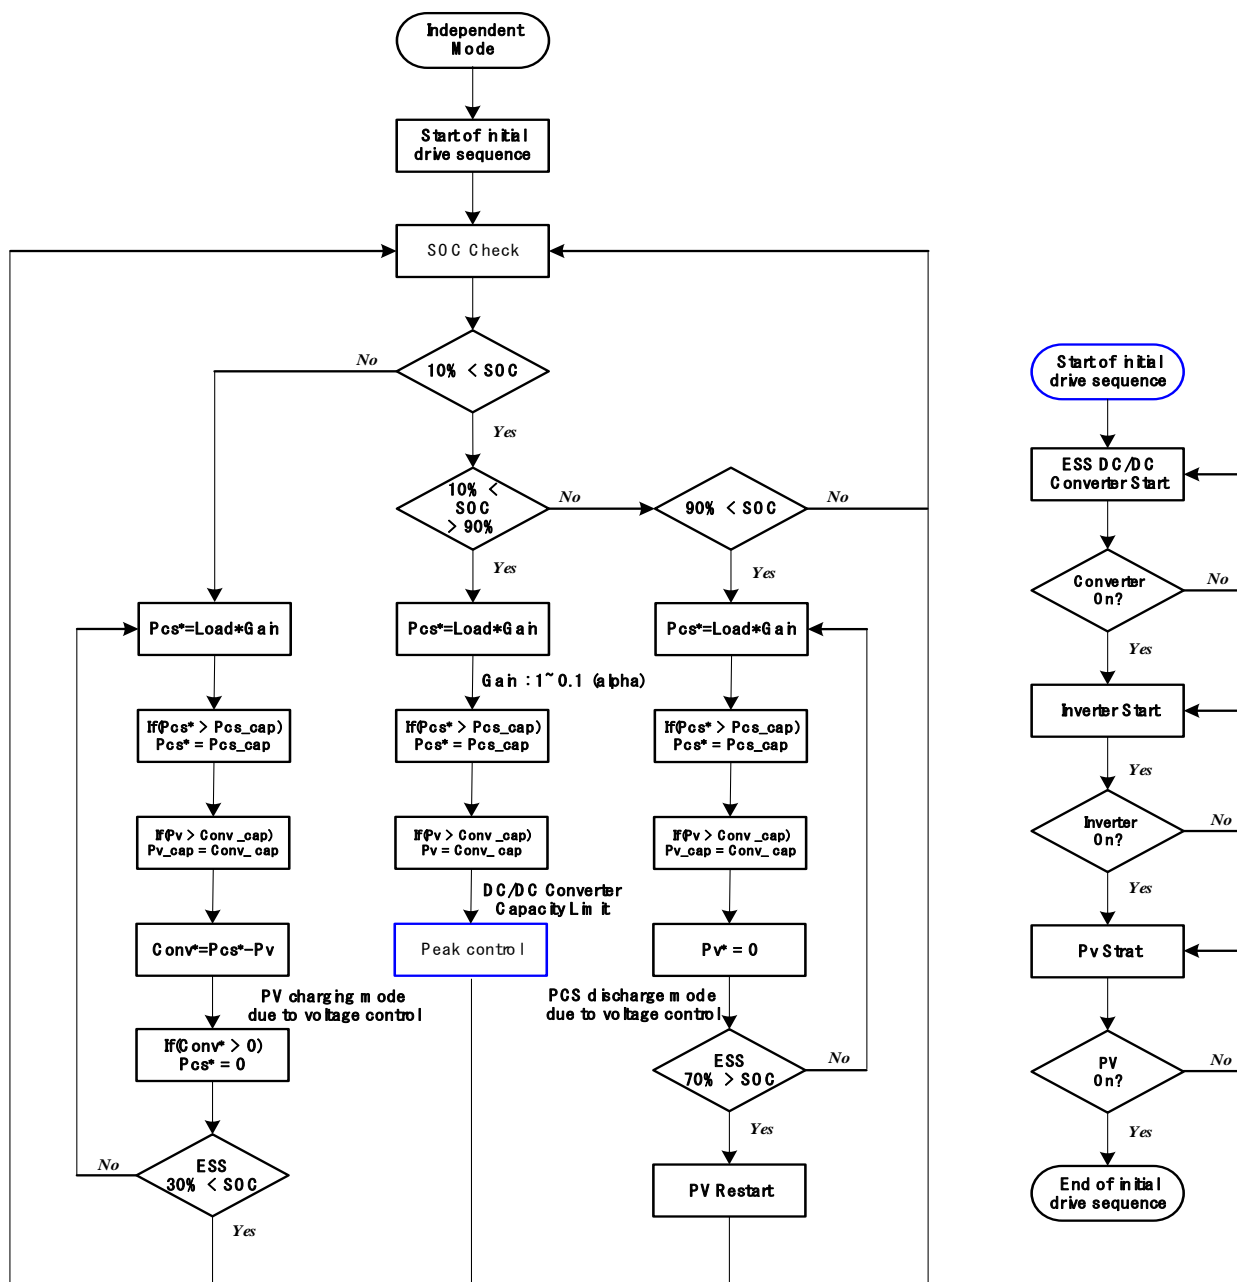 Independent
Mode
Start of initial
drive sequence
SOC Check
10% < SOC
No
Yes
10% <
SOC
> 90%
No
Yes
90% < SOC
No
Yes
Pcs*=Load*Gain
Pcs*=Load*Gain
Pcs*=Load*Gain
Gain : 1~0.1 (alpha)
If(Pcs* > Pcs_cap)
Pcs* = Pcs_cap
If(Pcs* > Pcs_cap)
Pcs* = Pcs_cap
If(Pcs* > Pcs_cap)
Pcs* = Pcs_cap
If(Pv > Conv_cap)
Pv_cap = Conv_cap
If(Pv > Conv_cap)
Pv = Conv_cap
If(Pv > Conv_cap)
Pv_cap = Conv_cap
DC/DC Converter
Capacity Limit
Conv*=Pcs*-Pv
Peak control
Pv* = 0
PV charging mode
due to voltage control
PCS discharge mode
due to voltage control
If(Conv* > 0)
Pcs* = 0
ESS
70% > SOC
No
Yes
ESS
30% < SOC
No
Yes
PV Restart
Start of initial
drive sequence
ESS DC/DC
Converter Start
Converter
On?
No
Yes
Inverter Start
Yes
Inverter
On?
No
Yes
Pv Strat
PV
On?
No
Yes
End of initial
drive sequence